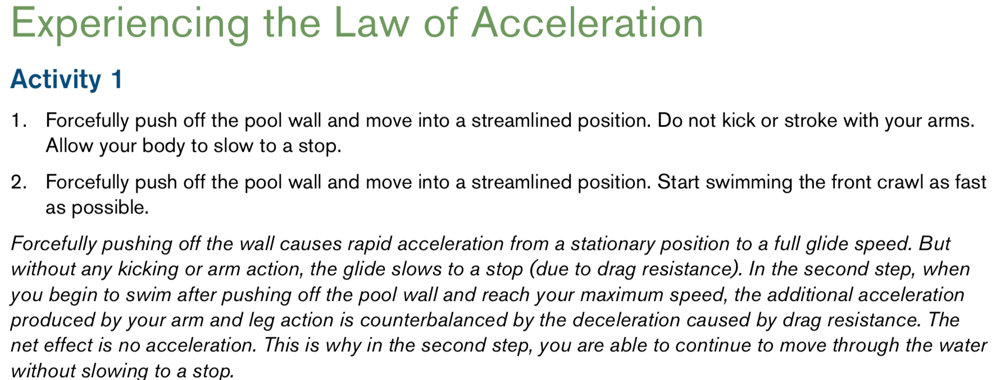 Experiencing the Law of Acceleration
Activity 1
1. Forcefully push off the pool wall and move into a streamlined position. Do not kick or stroke with your arms.
Allow your body to slow to a stop.
2. Forcefully push off the pool wall and move into a streamlined position. Start swimming the front crawl as fast
as possible.
Forcefully pushing off the wall causes rapid acceleration from a stationary position to a full glide speed. But
without any kicking or arm action, the glide slows to a stop (due to drag resistance). In the second step, when
you begin to swim after pushing off the pool wall and reach your maximum speed, the additional acceleration
produced by your arm and leg action is counterbalanced by the deceleration caused by drag resistance. The
net effect is no acceleration. This is why in the second step, you are able to continue to move through the water
without slowing to a stop.